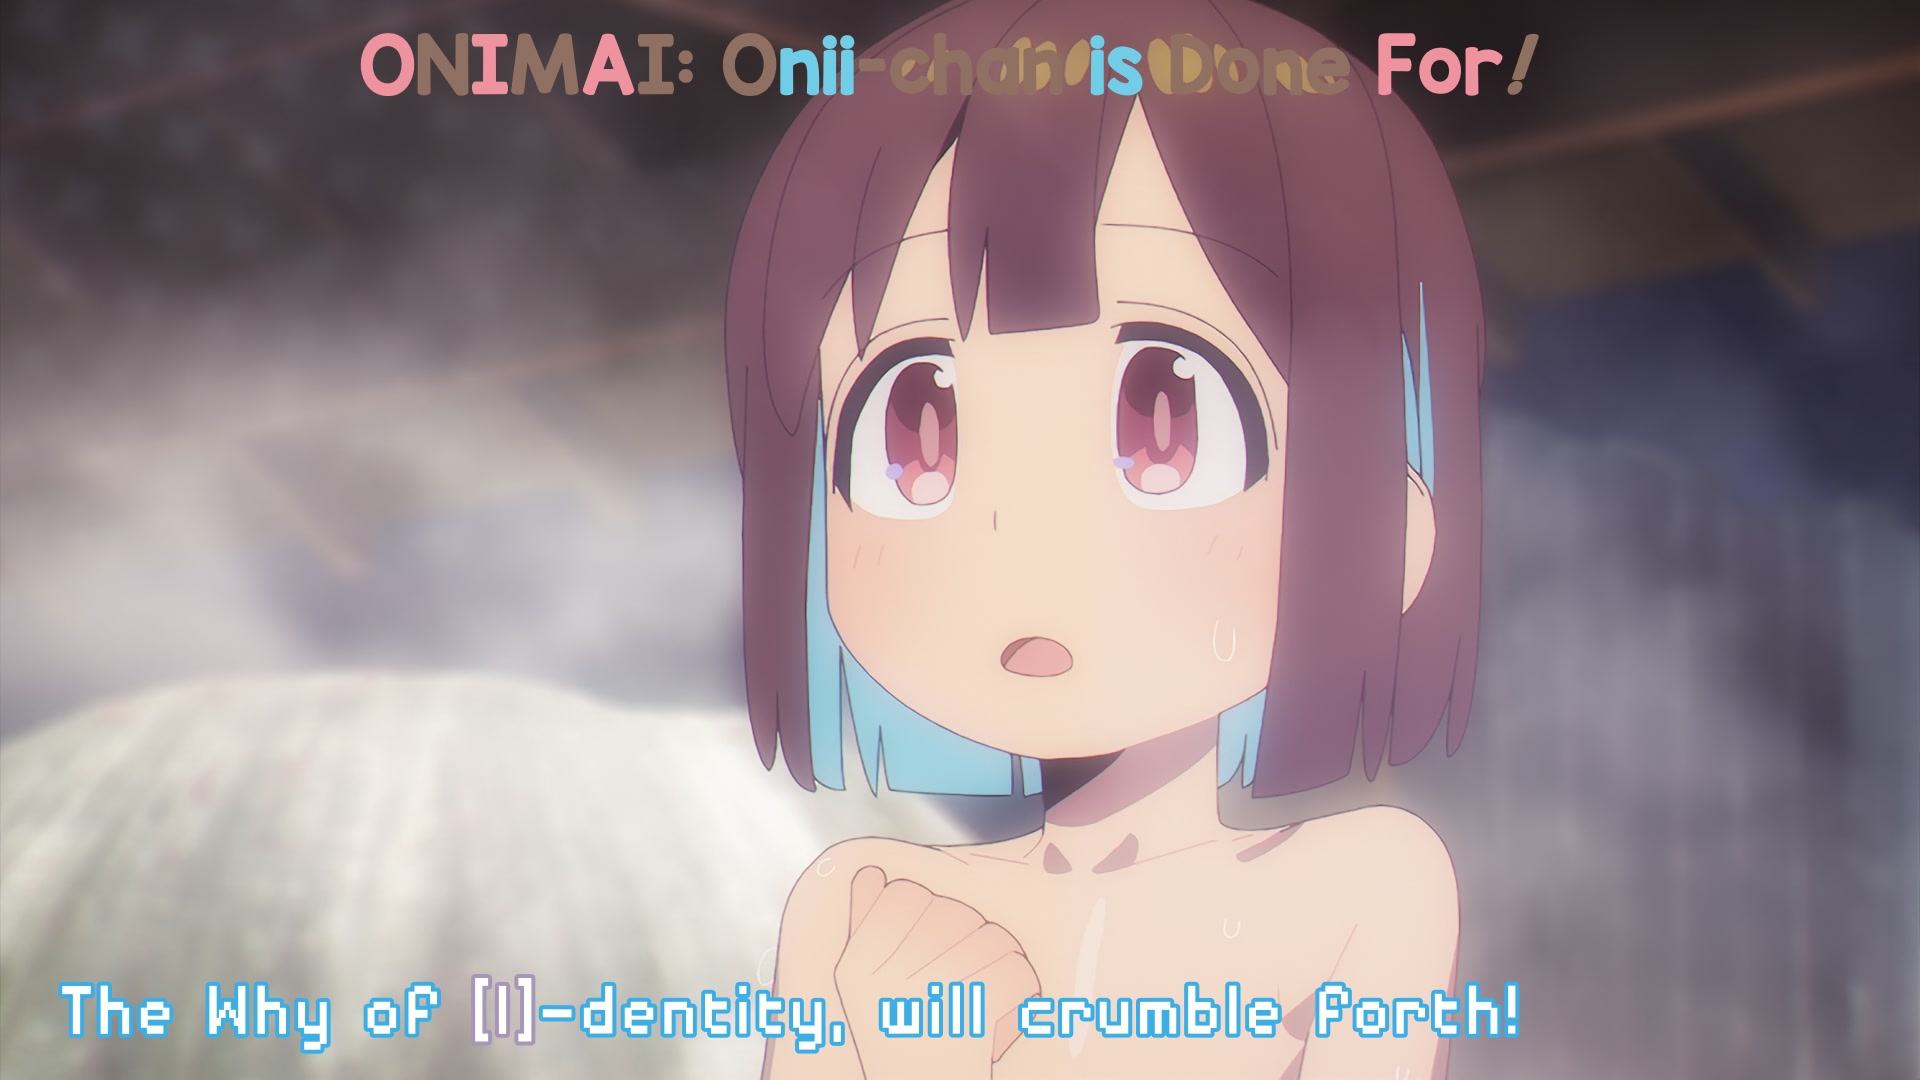 ONIMAI: Onii-chan is Done For!
The Why of [I]-dentity, will crumble forth!